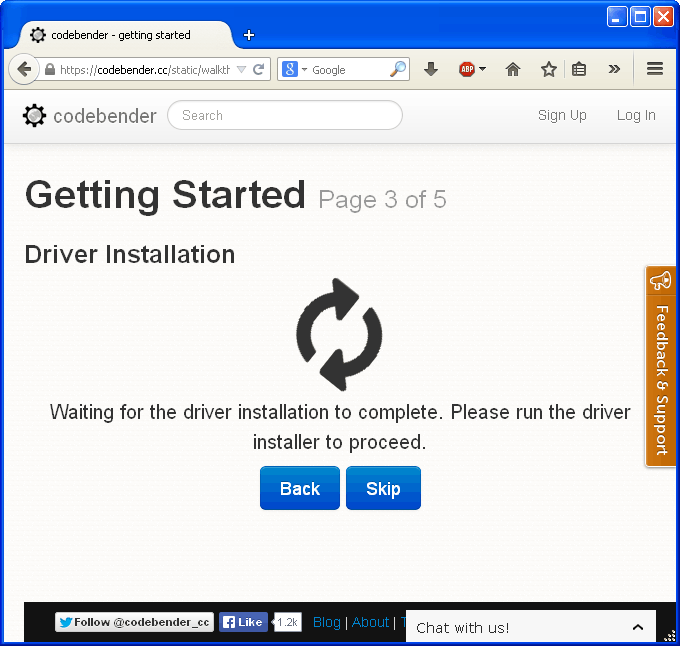 codebender - getting started
https://codebender.cc/static/walkth
8
Google
ABP
codebender
Search
Sign Up
Log In
Getting Started Page 3 of 5
Driver Installation
Feedback & Support
Waiting for the driver installation to complete. Please run the driver
installer to proceed.
Back
Skip
Follow @codebender_cc
Like
1.2k
Blog | About |
Chat with us!